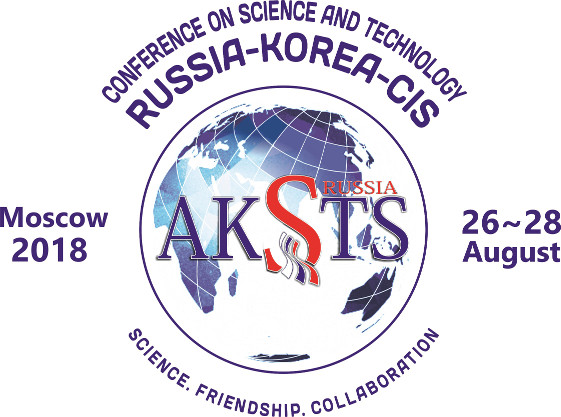 CONFERENCE ON SCIENCE AND TECHNOLOGY
RUSSIA-KOREA-CIS
RUSSIA
AKSTS
Moscow
2018
26~28
August
SCIENCE. FRIENDSHIP. COLLABORATION